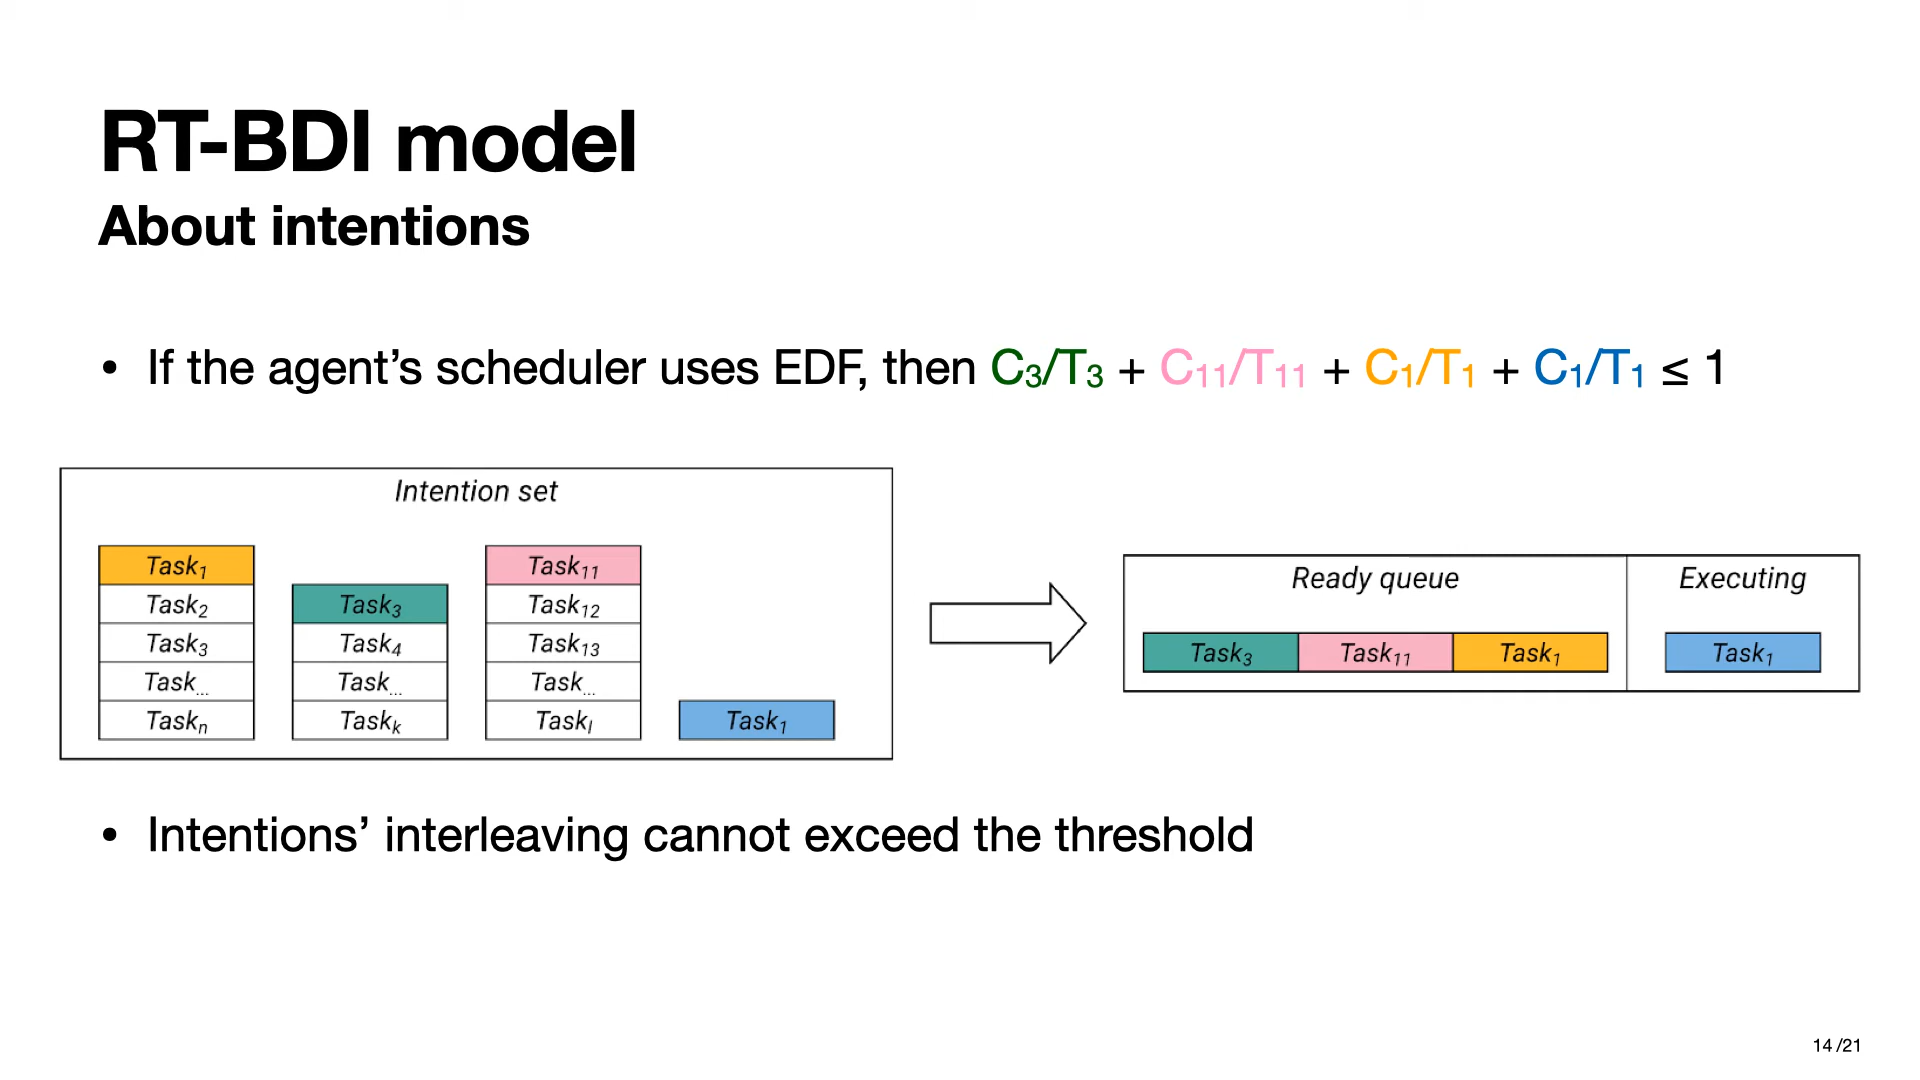 RT-BDI model
About intentions
• If the agent’s scheduler uses EDF, then C₃/T₃ + C₁₁/T₁₁ + C₁/T₁ + C₁/T₁ ≤ 1
Intention set
Task₁
Task₂
Task₃
Task...
Taskₙ
Task₃
Task₄
Task...
Taskₖ
Task₁₁
Task₁₂
Task₁₃
Task...
Taskₗ
Task₁
Ready queue
Task₃ Task₁₁ Task₁
Executing
Task₁
• Intentions’ interleaving cannot exceed the threshold
14 /21